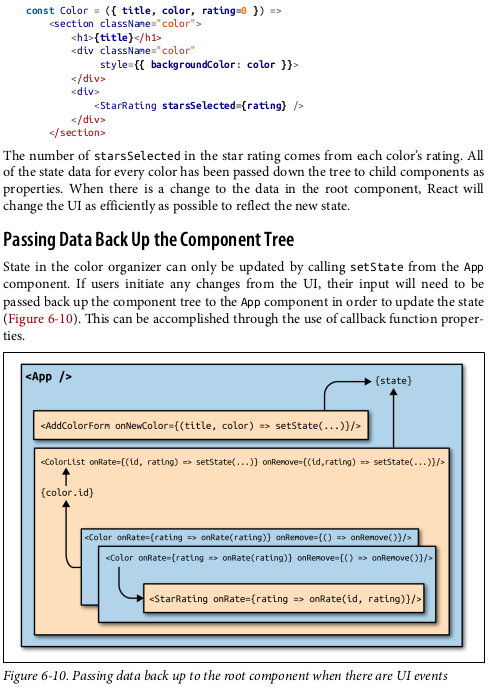 const Color = ({ title, color, rating=0 }) =>
    <section className="color">
        <h1>{title}</h1>
        <div className="color"
             style={{ backgroundColor: color }}>
        </div>
        <div>
            <StarRating starsSelected={rating} />
        </div>
    </section>
The number of starsSelected in the star rating comes from each color's rating. All
of the state data for every color has been passed down the tree to child components as
properties. When there is a change to the data in the root component, React will
change the UI as efficiently as possible to reflect the new state.
Passing Data Back Up the Component Tree
State in the color organizer can only be updated by calling setState from the App
component. If users initiate any changes from the UI, their input will need to be
passed back up the component tree to the App component in order to update the state
(Figure 6-10). This can be accomplished through the use of callback function proper-
ties.
<App />
{state}
<AddColorForm onNewColor={(title, color) => setState(...)}/>
<ColorList onRate={(id, rating) => setState(...)} onRemove={(id,rating) => setState(...)}/>
{color.id}
<Color onRate={rating => onRate(rating)} onRemove={() => onRemove()}/>
<Color onRate={rating => onRate(rating)} onRemove={() => onRemove()}/>
<StarRating onRate={rating => onRate(id, rating)}/>
Figure 6-10. Passing data back up to the root component when there are UI events